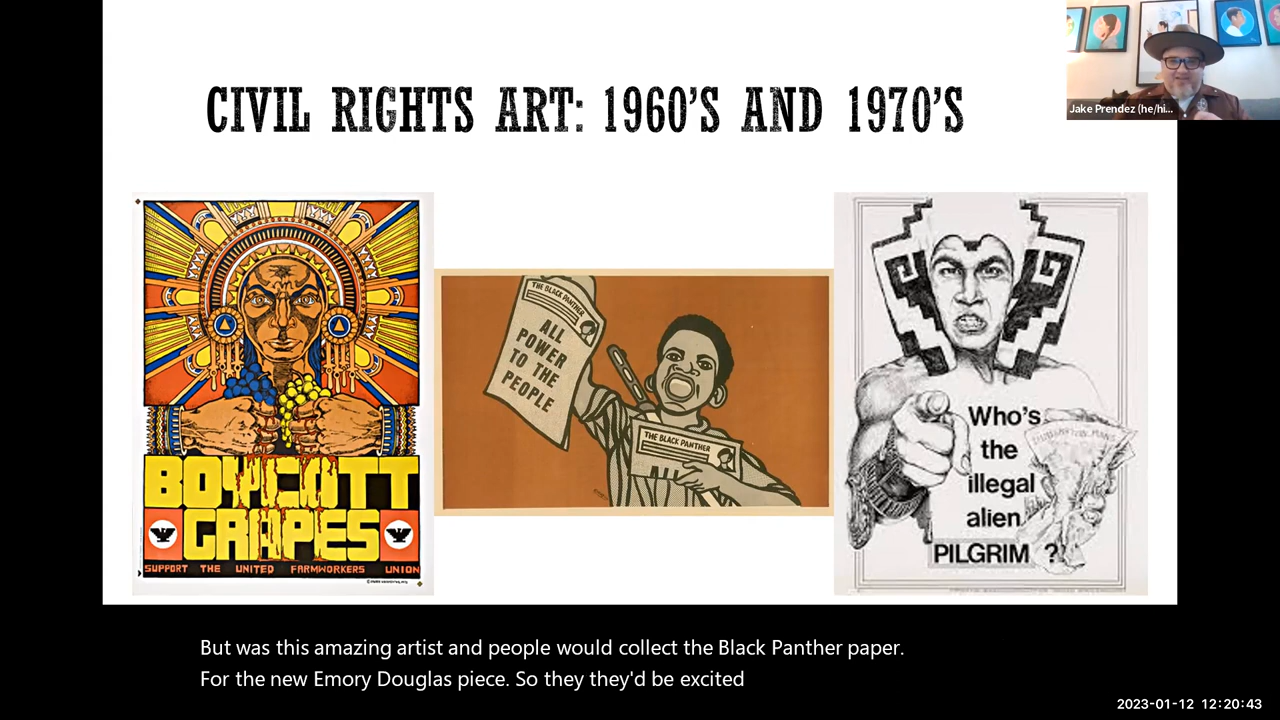 CIVIL RIGHTS ART: 1960'S AND 1970'S
Jake Prendez (he/hi...
BOYCOTT
GRAPES
SUPPORT THE UNITED FARMWORKERS UNION
THE BLACK PANTHER
ALL
POWER
TO THE
PEOPLE
THE BLACK PANTHER
ALL
Who's
the
illegal
alien
PILGRIM ?
But was this amazing artist and people would collect the Black Panther paper.
For the new Emory Douglas piece. So they they'd be excited
2023-01-12 12:20:43